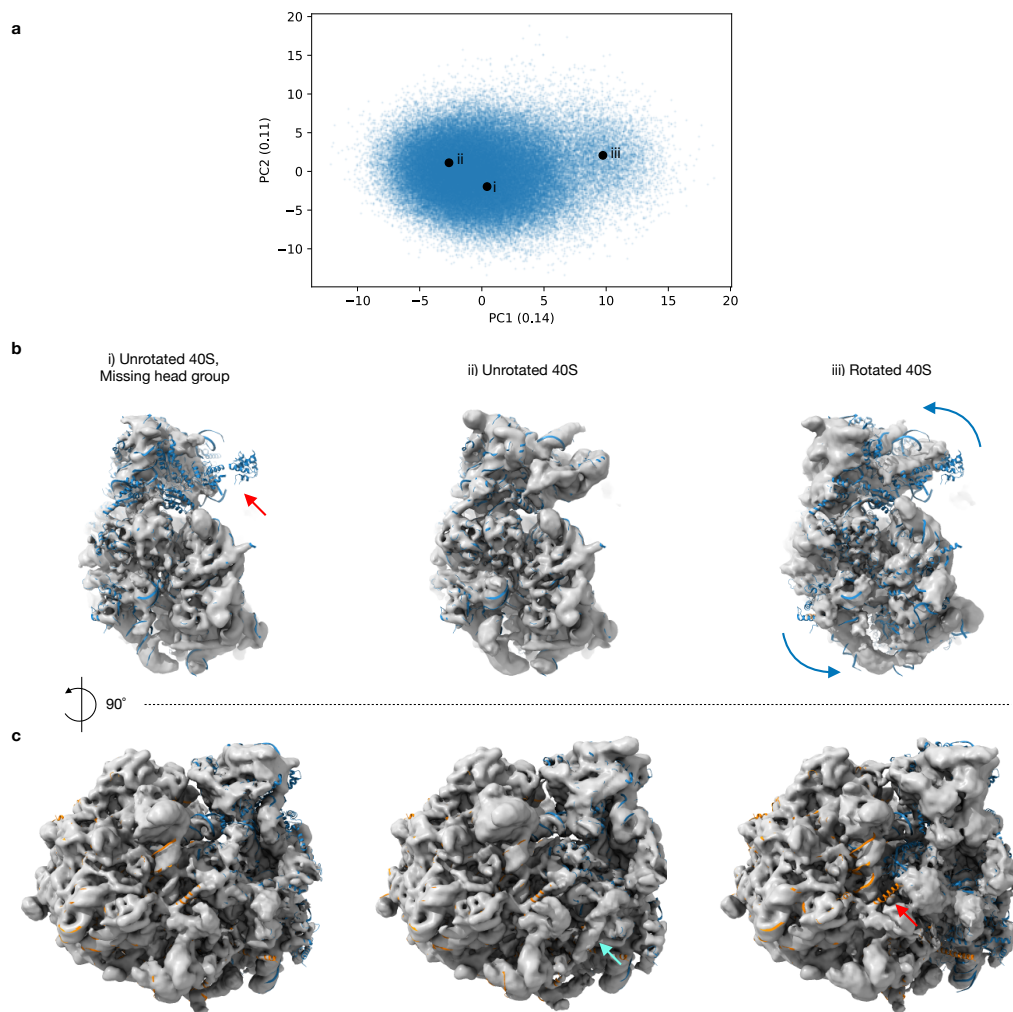 a
20
15
10
5
0
−5
−10
PC2 (0.11)
ii
iii
i
−10
−5
0
5
10
15
20
PC1 (0.14)
b
i) Unrotated 40S,
Missing head group
ii) Unrotated 40S
iii) Rotated 40S
90˚
c